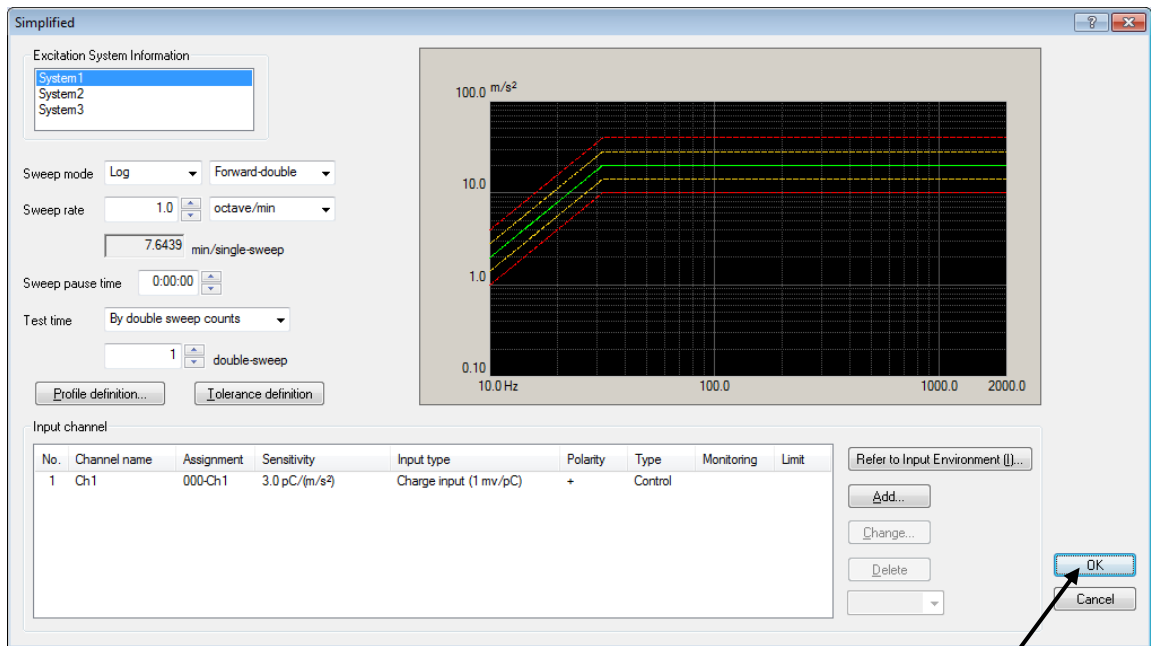 Simplified
Excitation System Information
System1
System2
System3
Sweep mode Log Forward-double
Sweep rate 1.0 octave/min
7.6439 min/single-sweep
Sweep pause time 0:00:00
Test time By double sweep counts
1 double-sweep
Profile definition... Tolerance definition
100.0 m/s²
10.0
1.0
0.10
10.0 Hz 100.0 1000.0 2000.0
Input channel
No. Channel name Assignment Sensitivity Input type Polarity Type Monitoring Limit
1 Ch1 000-Ch1 3.0 pC/(m/s²) Charge input (1 mv/pC) + Control
Refer to Input Environment (I)...
Add...
Change...
Delete
OK
Cancel